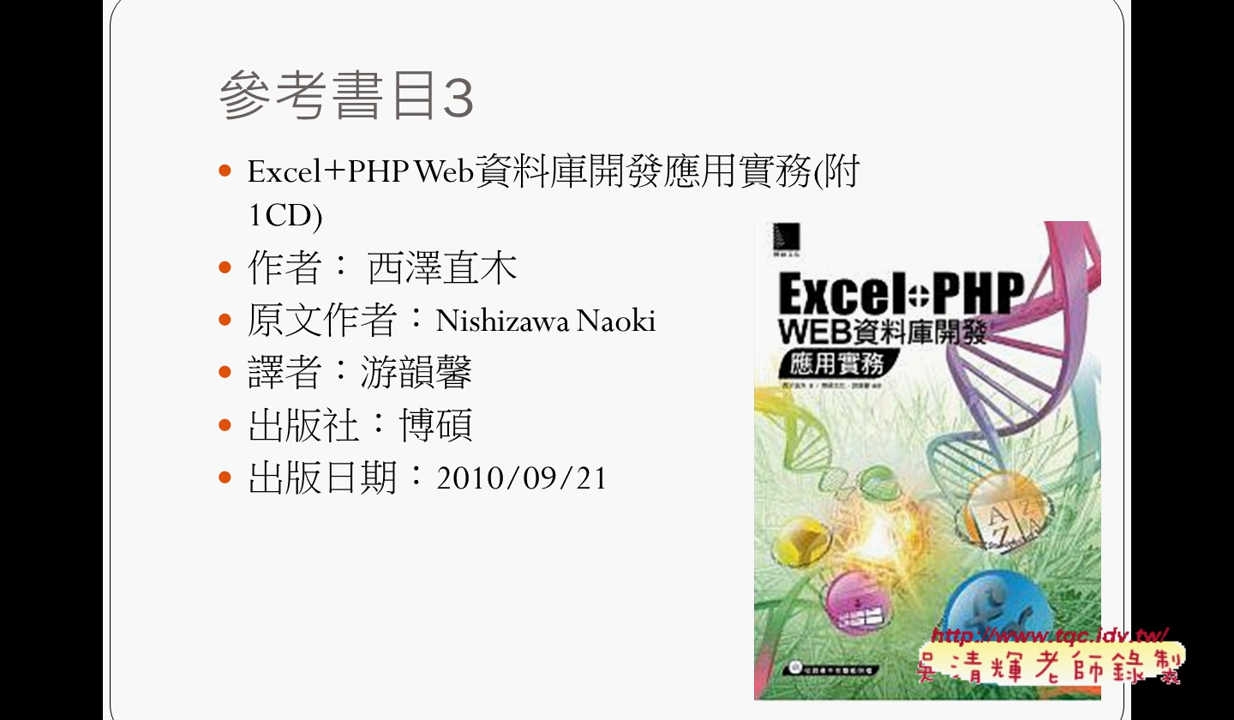 參考書目3
Excel+PHP Web資料庫開發應用實務(附
1CD)
作者： 西澤直木
原文作者：Nishizawa Naoki
譯者：游韻馨
出版社：博碩
出版日期：2010/09/21
Excel+PHP
WEB資料庫開發
應用實務
http://www.tqc.idv.tw/
吳清輝老師錄製